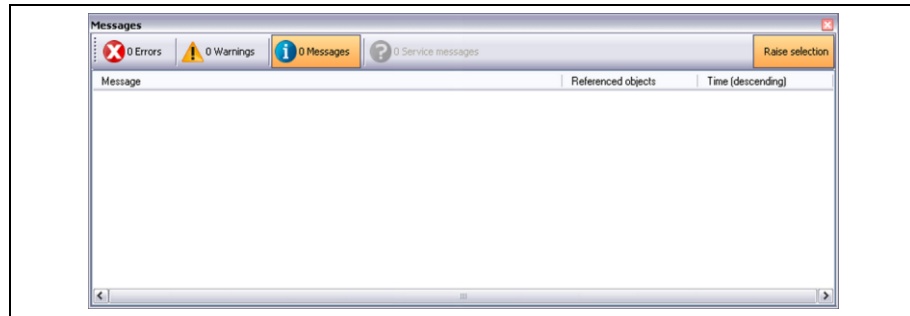 Messages
0 Errors 0 Warnings 0 Messages 0 Service messages Raise selection
Message Referenced objects Time (descending)